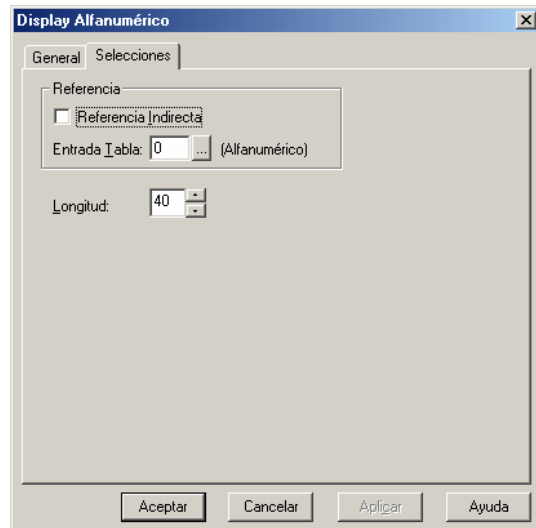 Display Alfanumérico
General Selecciones
Referencia
Referencia Indirecta
Entrada Tabla: 0 ... (Alfanumérico)
Longitud: 40
Aceptar Cancelar Aplicar Ayuda